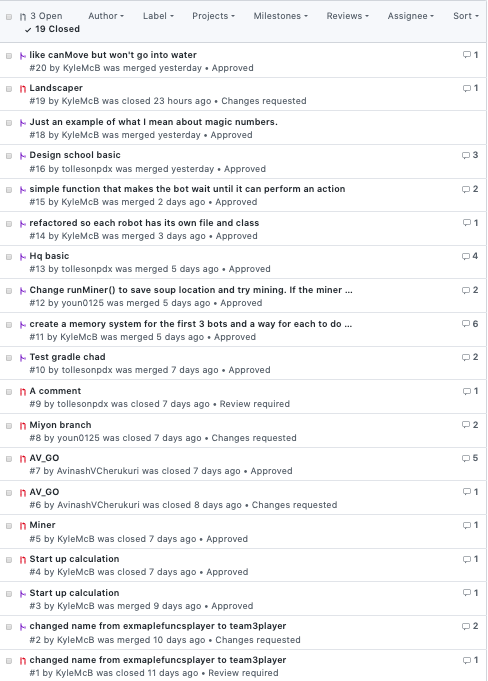 3 Open Author Label Projects Milestones Reviews Assignee Sort
19 Closed
like canMove but won't go into water 1
#20 by KyleMcB was merged yesterday • Approved
Landscaper 1
#19 by KyleMcB was closed 23 hours ago • Changes requested
Just an example of what I mean about magic numbers.
#18 by KyleMcB was merged yesterday • Approved
Design school basic 3
#16 by tollesonpdx was merged yesterday • Approved
simple function that makes the bot wait until it can perform an action 2
#15 by KyleMcB was merged 2 days ago • Approved
refactored so each robot has its own file and class 1
#14 by KyleMcB was merged 3 days ago • Approved
Hq basic 4
#13 by tollesonpdx was merged 5 days ago • Approved
Change runMiner() to save soup location and try mining. If the miner ... 2
#12 by youn0125 was merged 5 days ago • Approved
create a memory system for the first 3 bots and a way for each to do ... 6
#11 by KyleMcB was merged 5 days ago • Approved
Test gradle chad 2
#10 by tollesonpdx was merged 7 days ago • Approved
A comment 1
#9 by tollesonpdx was closed 7 days ago • Review required
Miyon branch 2
#8 by youn0125 was closed 7 days ago • Changes requested
AV_GO 5
#7 by AvinashVCherukuri was closed 7 days ago • Approved
AV_GO 1
#6 by AvinashVCherukuri was closed 8 days ago • Changes requested
Miner 1
#5 by KyleMcB was closed 7 days ago • Approved
Start up calculation 1
#4 by KyleMcB was closed 7 days ago • Approved
Start up calculation 1
#3 by KyleMcB was merged 9 days ago • Approved
changed name from exmaplefuncsplayer to team3player 2
#2 by KyleMcB was merged 10 days ago • Changes requested
changed name from exmaplefuncsplayer to team3player 1
#1 by KyleMcB was closed 11 days ago • Review required